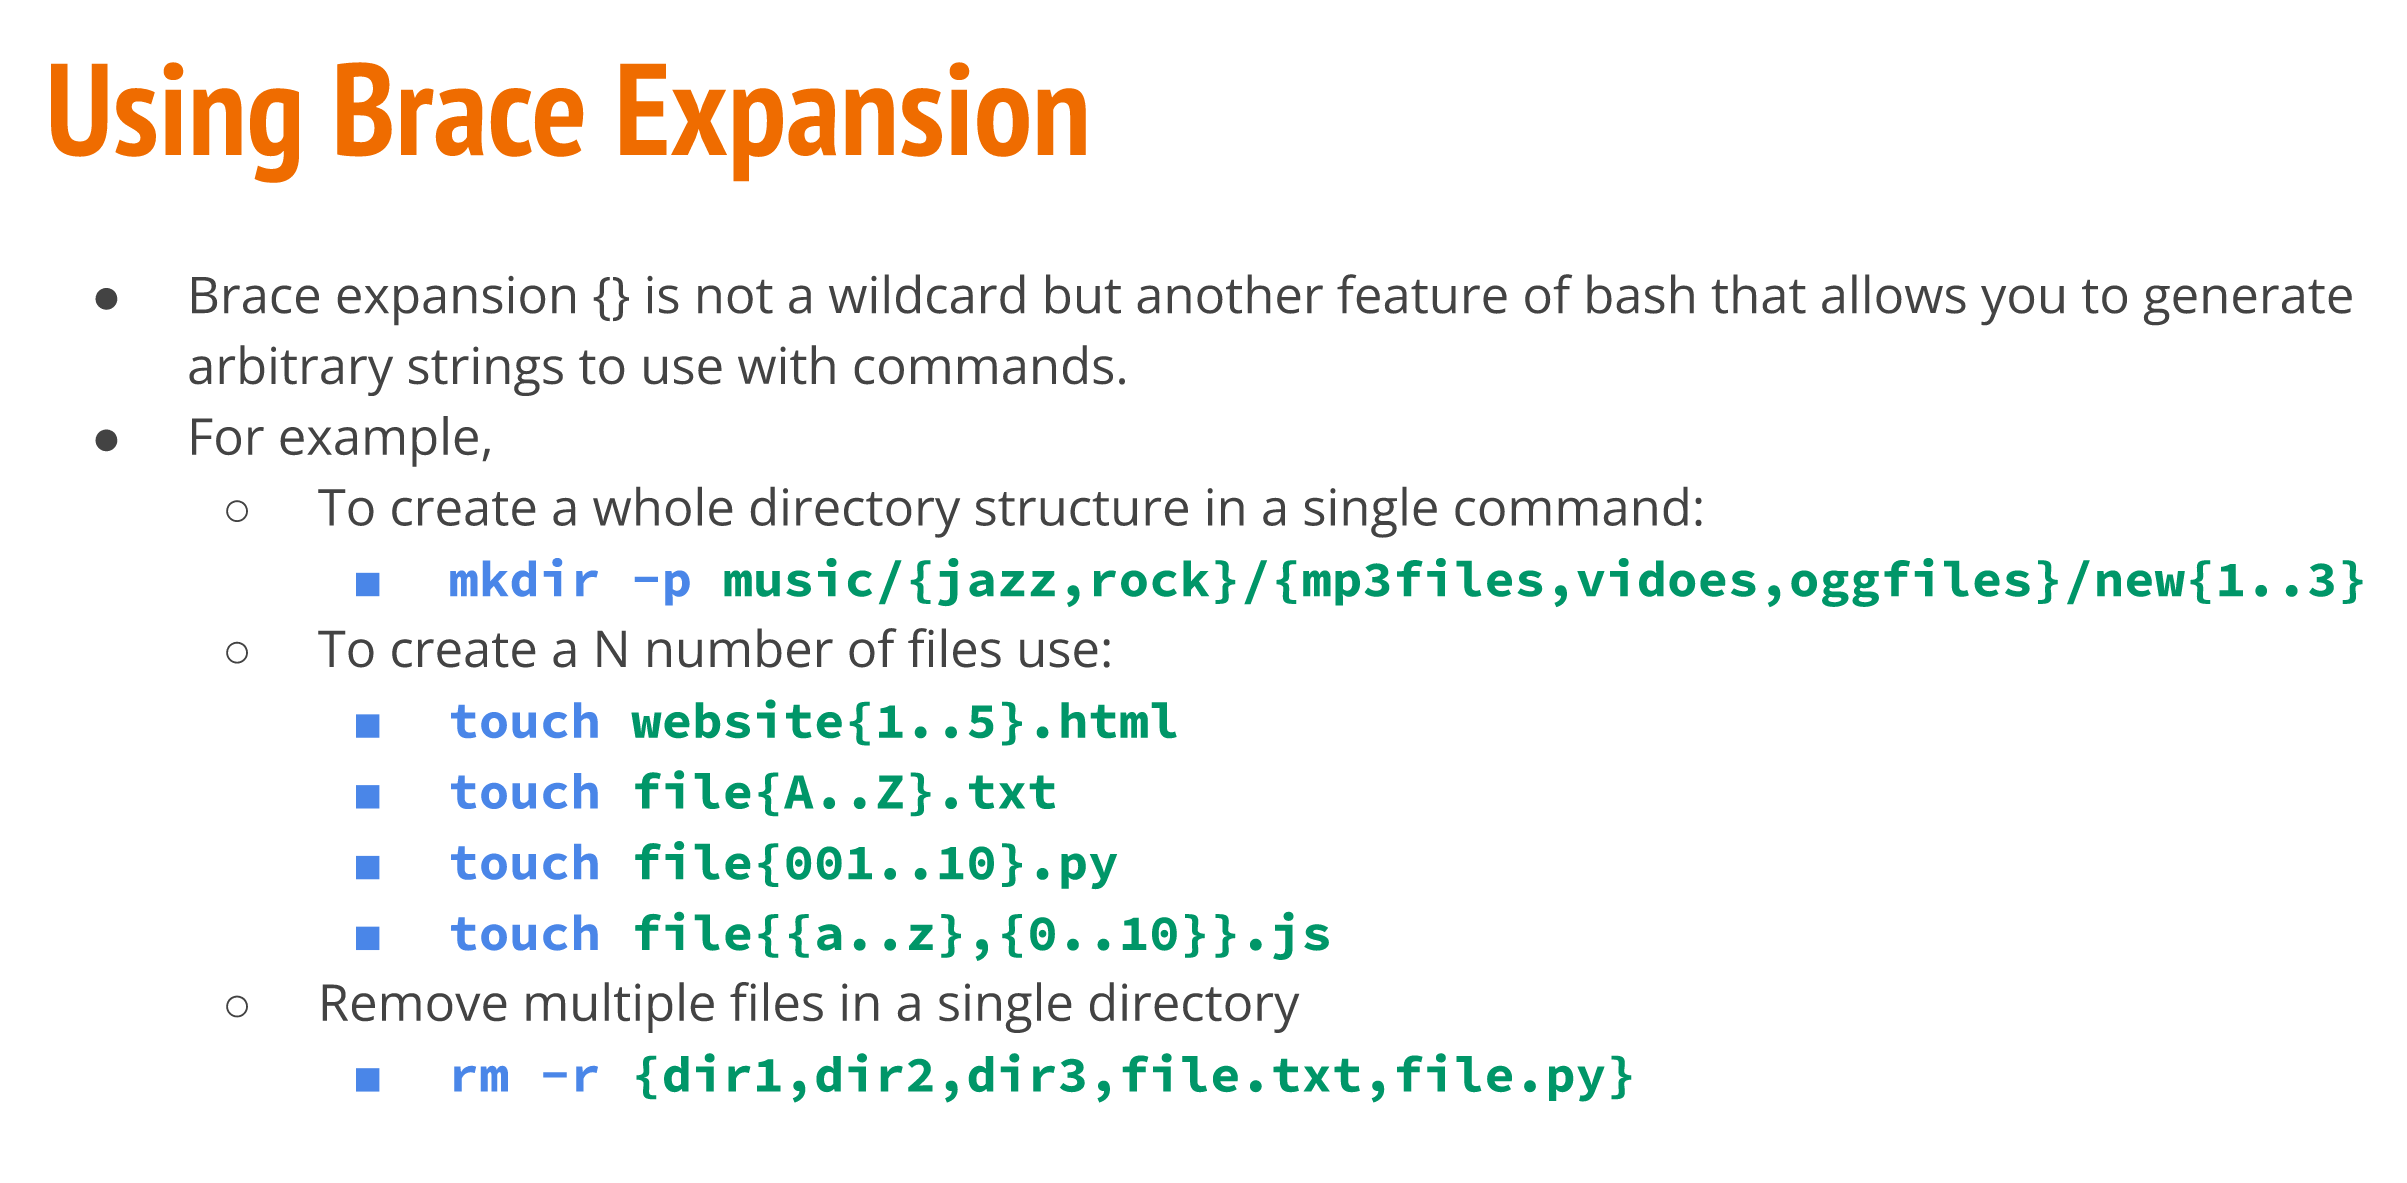 Using Brace Expansion
● Brace expansion {} is not a wildcard but another feature of bash that allows you to generate
arbitrary strings to use with commands.
● For example,
○ To create a whole directory structure in a single command:
■ mkdir -p music/{jazz,rock}/{mp3files,vidoes,oggfiles}/new{1..3}
○ To create a N number of files use:
■ touch website{1..5}.html
■ touch file{A..Z}.txt
■ touch file{001..10}.py
■ touch file{{a..z},{0..10}}.js
○ Remove multiple files in a single directory
■ rm -r {dir1,dir2,dir3,file.txt,file.py}